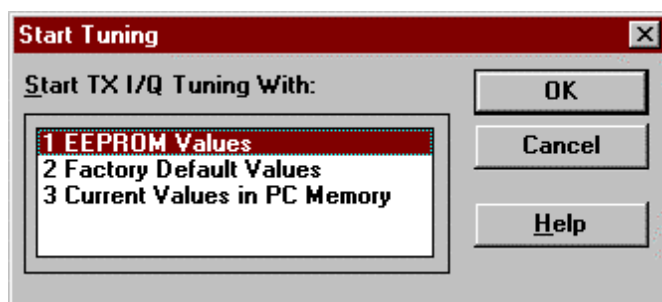 Start Tuning
Start TX I/Q Tuning With:
1 EEPROM Values
2 Factory Default Values
3 Current Values in PC Memory
OK
Cancel
Help